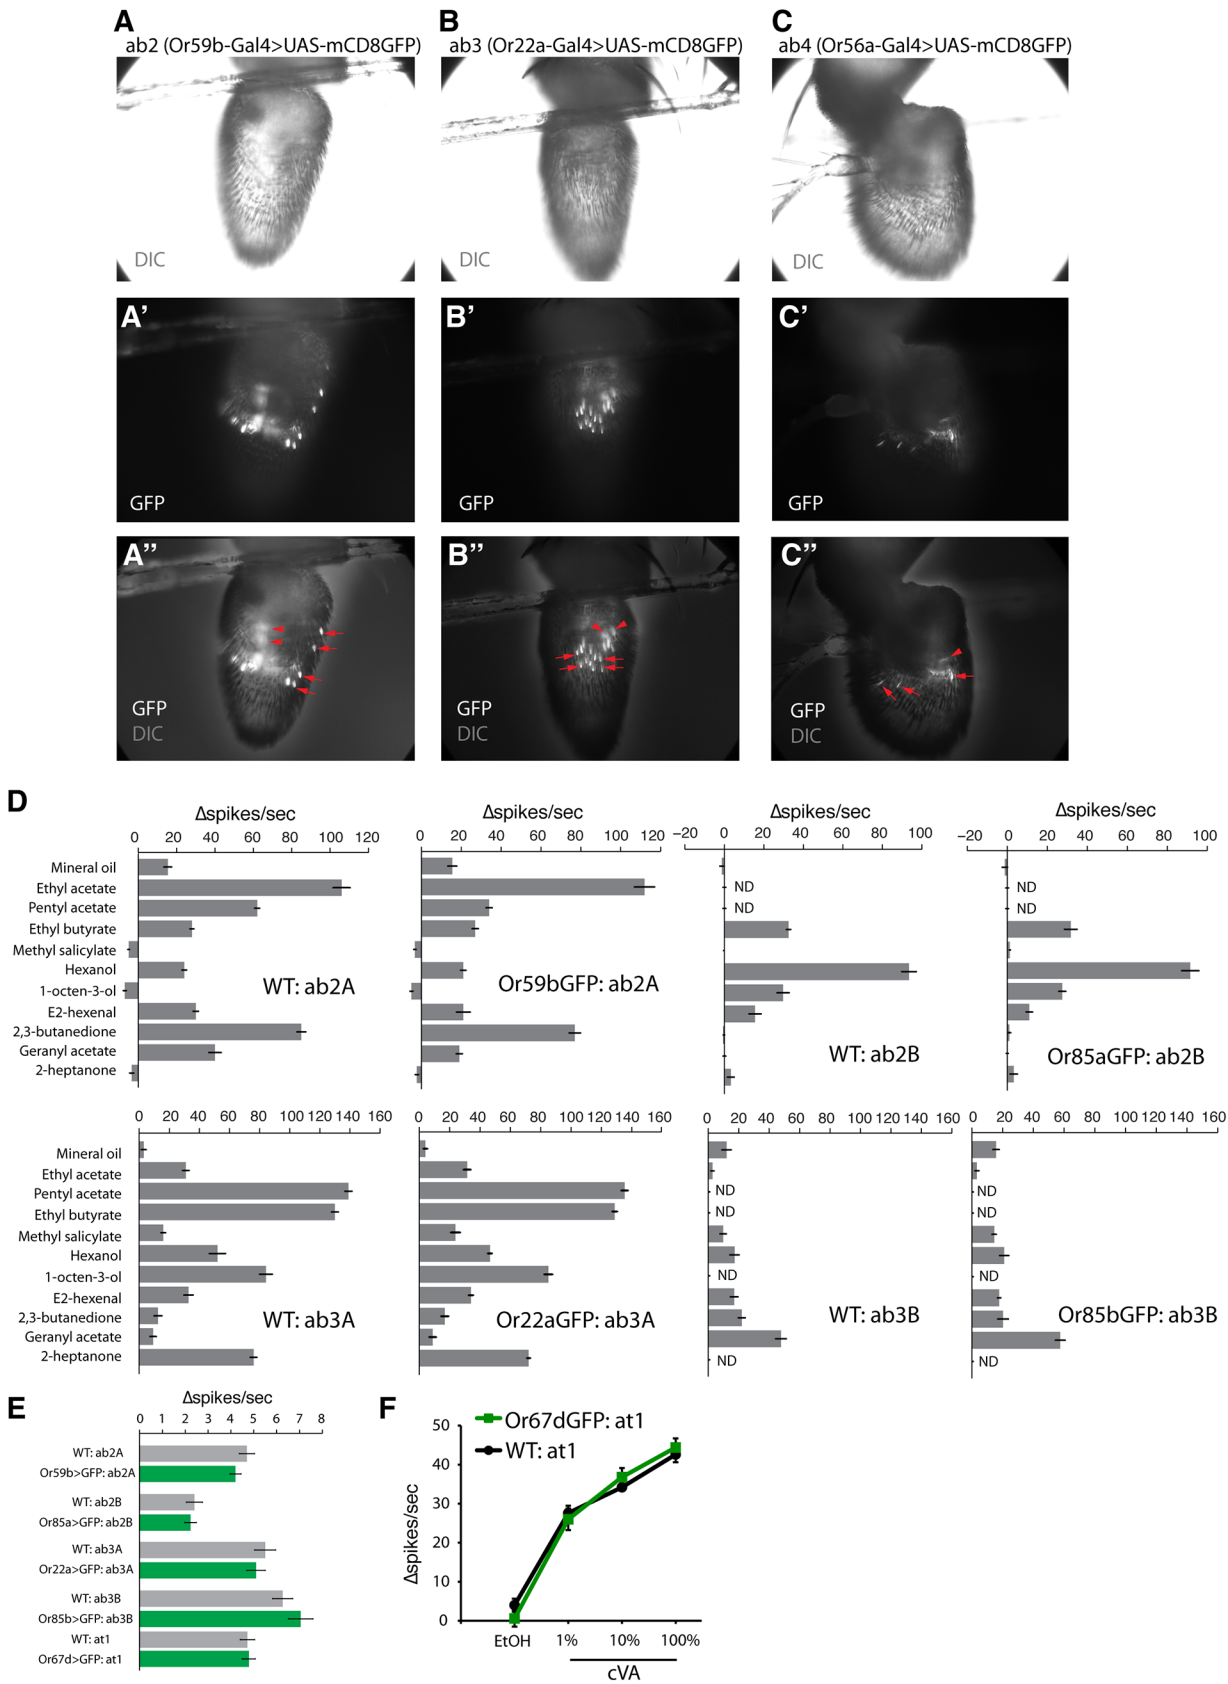 A
B
C
ab2 (Or59b-Gal4>UAS-mCD8GFP)
ab3 (Or22a-Gal4>UAS-mCD8GFP)
ab4 (Or56a-Gal4>UAS-mCD8GFP)
DIC
DIC
DIC
A'
B'
C'
GFP
GFP
GFP
A''
B''
C''
GFP
DIC
GFP
DIC
GFP
DIC
D
Δspikes/sec
Δspikes/sec
Δspikes/sec
Δspikes/sec
0 20 40 60 80 100 120
0 20 40 60 80 100 120
−20 0 20 40 60 80 100
−20 0 20 40 60 80 100
Mineral oil
Ethyl acetate
Pentyl acetate
Ethyl butyrate
Methyl salicylate
Hexanol
1-octen-3-ol
E2-hexenal
2,3-butanedione
Geranyl acetate
2-heptanone
WT: ab2A
Or59bGFP: ab2A
ND
ND
WT: ab2B
ND
ND
Or85aGFP: ab2B
0 20 40 60 80 100 120 140 160
0 20 40 60 80 100 120 140 160
0 20 40 60 80 100 120 140 160
0 20 40 60 80 100 120 140 160
Mineral oil
Ethyl acetate
Pentyl acetate
Ethyl butyrate
Methyl salicylate
Hexanol
1-octen-3-ol
E2-hexenal
2,3-butanedione
Geranyl acetate
2-heptanone
WT: ab3A
Or22aGFP: ab3A
ND
ND
ND
WT: ab3B
ND
ND
ND
ND
Or85bGFP: ab3B
ND
E
Δspikes/sec
0 1 2 3 4 5 6 7 8
WT: ab2A
Or59b>GFP: ab2A
WT: ab2B
Or85a>GFP: ab2B
WT: ab3A
Or22a>GFP: ab3A
WT: ab3B
Or85b>GFP: ab3B
WT: at1
Or67d>GFP: at1
F
Or67dGFP: at1
WT: at1
Δspikes/sec
50
40
30
20
10
0
EtOH 1% 10% 100%
cVA